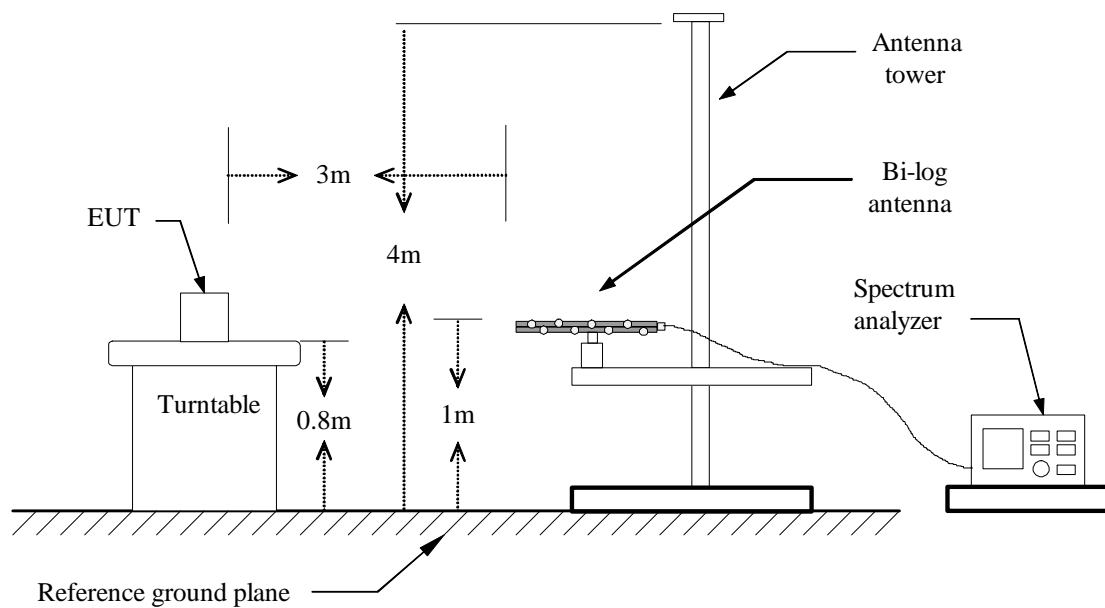 Antenna
tower
3m
Bi-log
antenna
EUT
4m
Spectrum
analyzer
Turntable
0.8m
1m
Reference ground plane